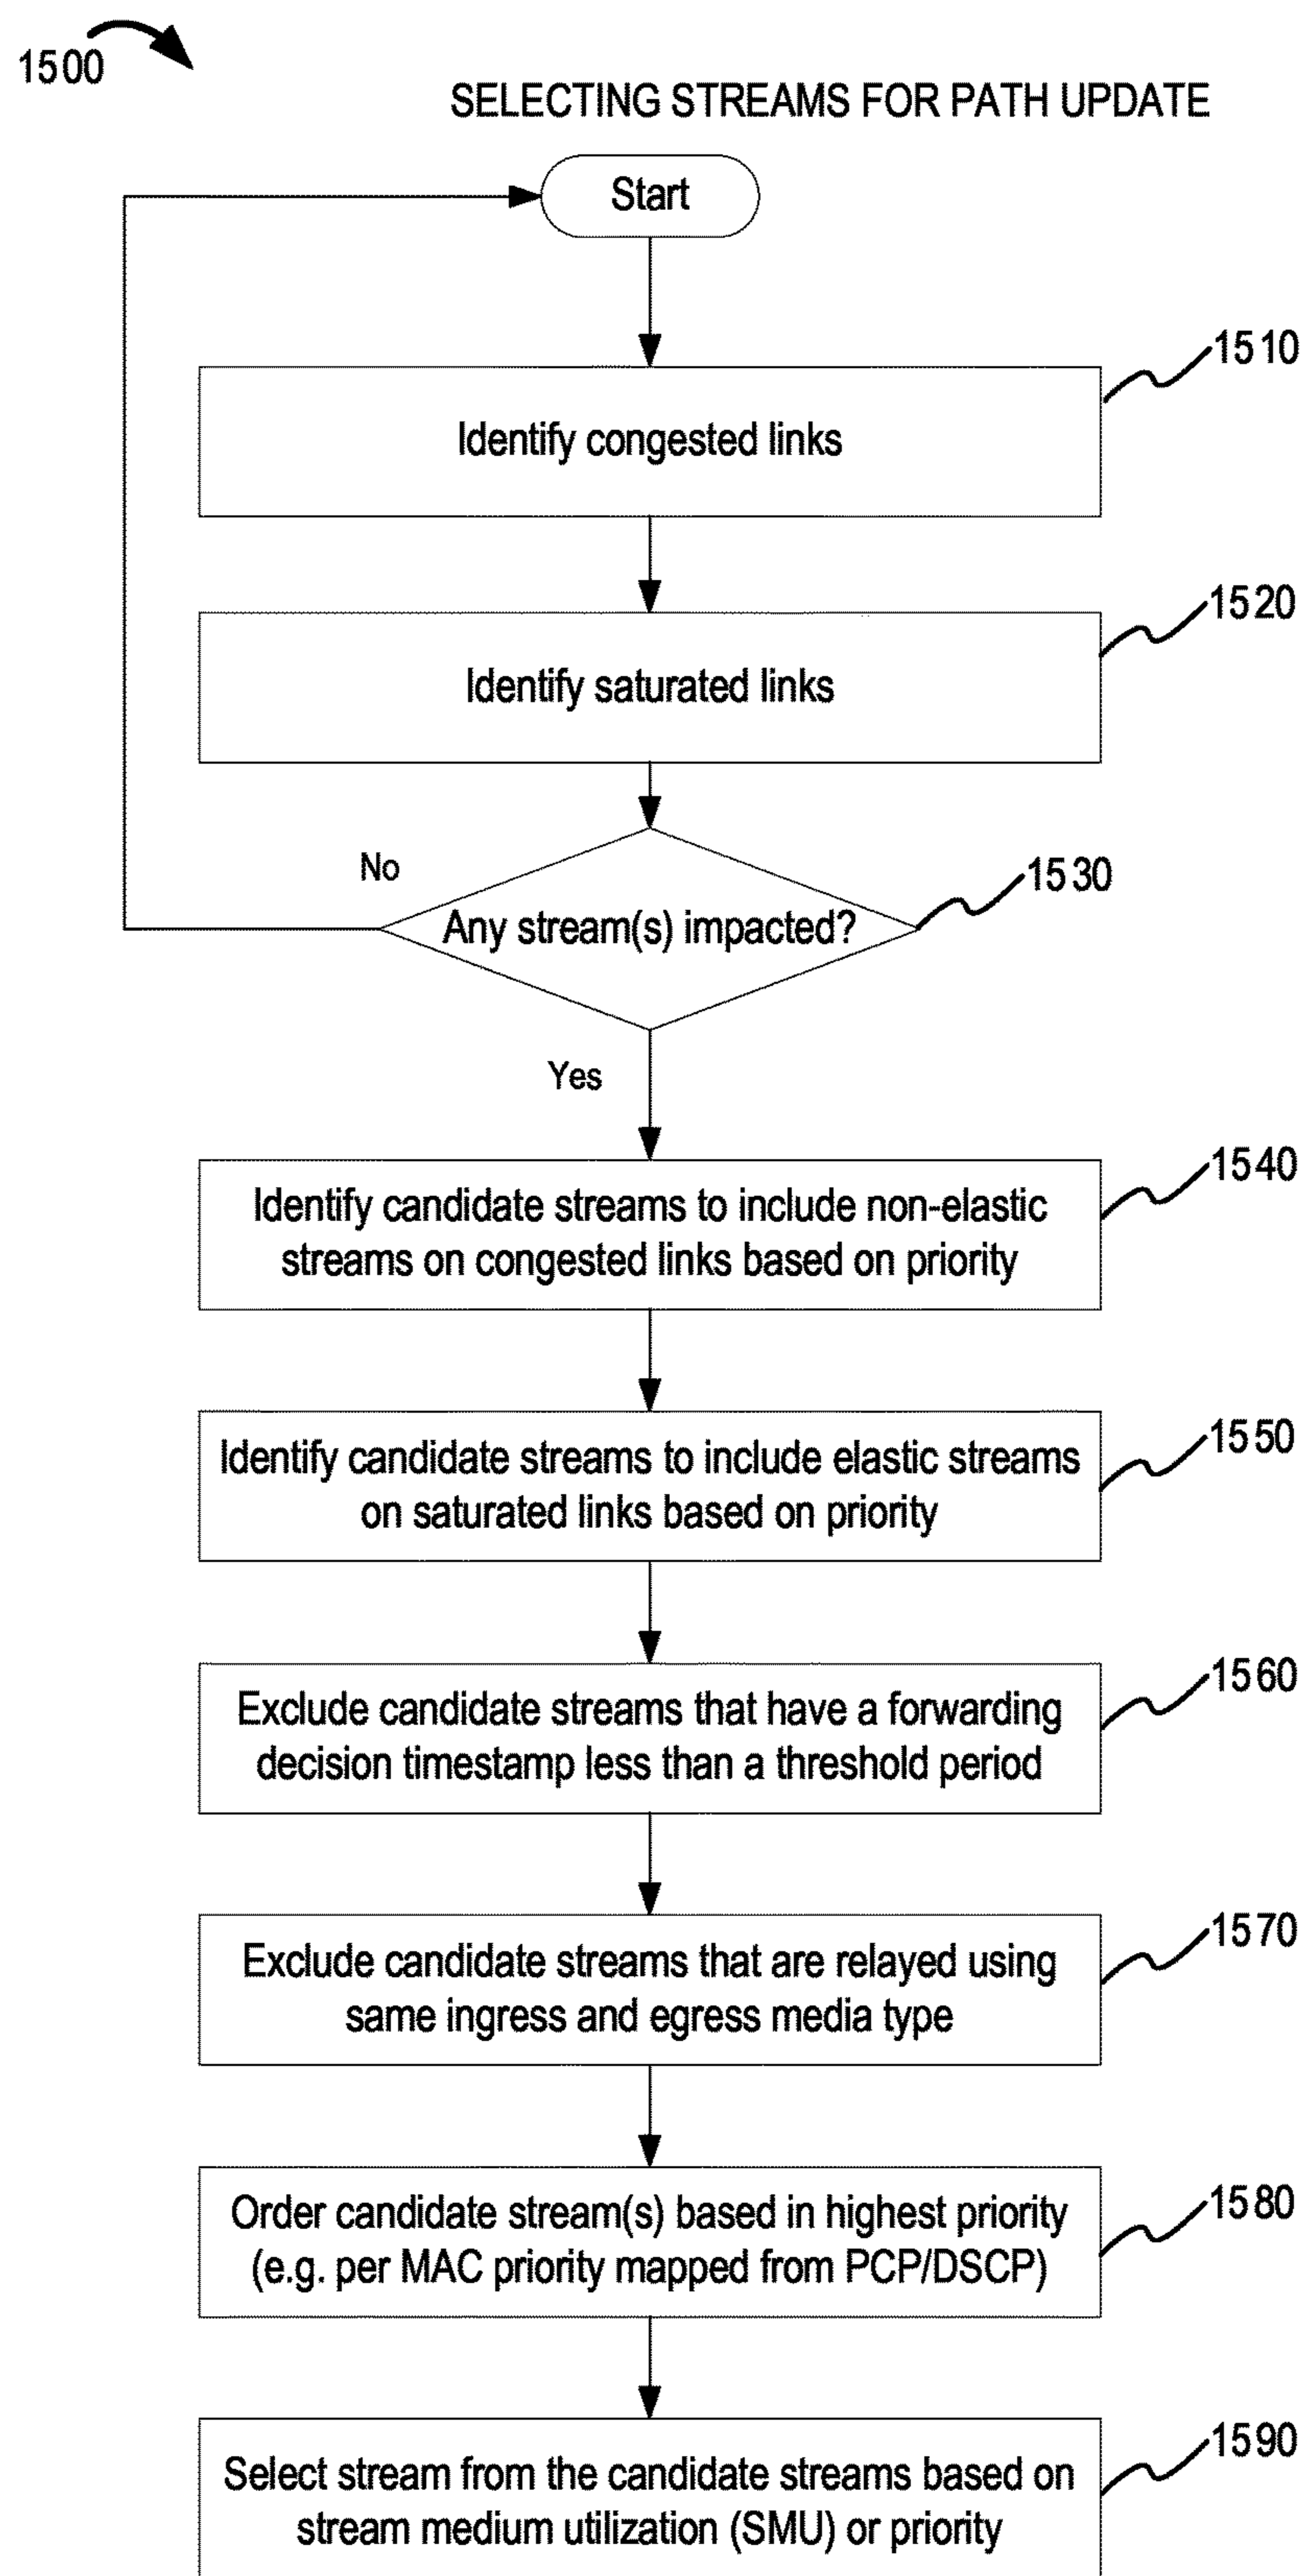 1500
SELECTING STREAMS FOR PATH UPDATE
Start
1510
Identify congested links
1520
Identify saturated links
No
1530
Any stream(s) impacted?
Yes
1540
Identify candidate streams to include non-elastic
streams on congested links based on priority
1550
Identify candidate streams to include elastic streams
on saturated links based on priority
1560
Exclude candidate streams that have a forwarding
decision timestamp less than a threshold period
1570
Exclude candidate streams that are relayed using
same ingress and egress media type
1580
Order candidate stream(s) based in highest priority
(e.g. per MAC priority mapped from PCP/DSCP)
1590
Select stream from the candidate streams based on
stream medium utilization (SMU) or priority